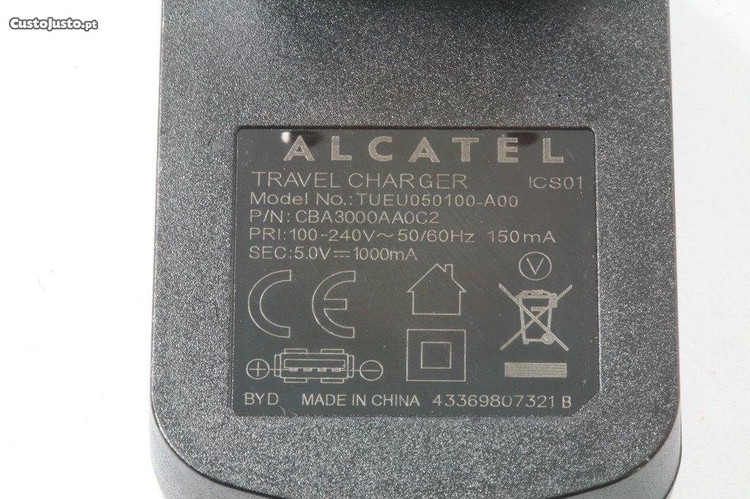 CustoJusto.pt
ALCATEL
TRAVEL CHARGER ICS01
Model No.: TUEU050100-A00
P/N: CBA3000AA0C2
PRI:100-240V～50/60Hz 150mA
SEC:5.0V⎓1000mA
CE V
+ -
BYD MADE IN CHINA 43369807321 B